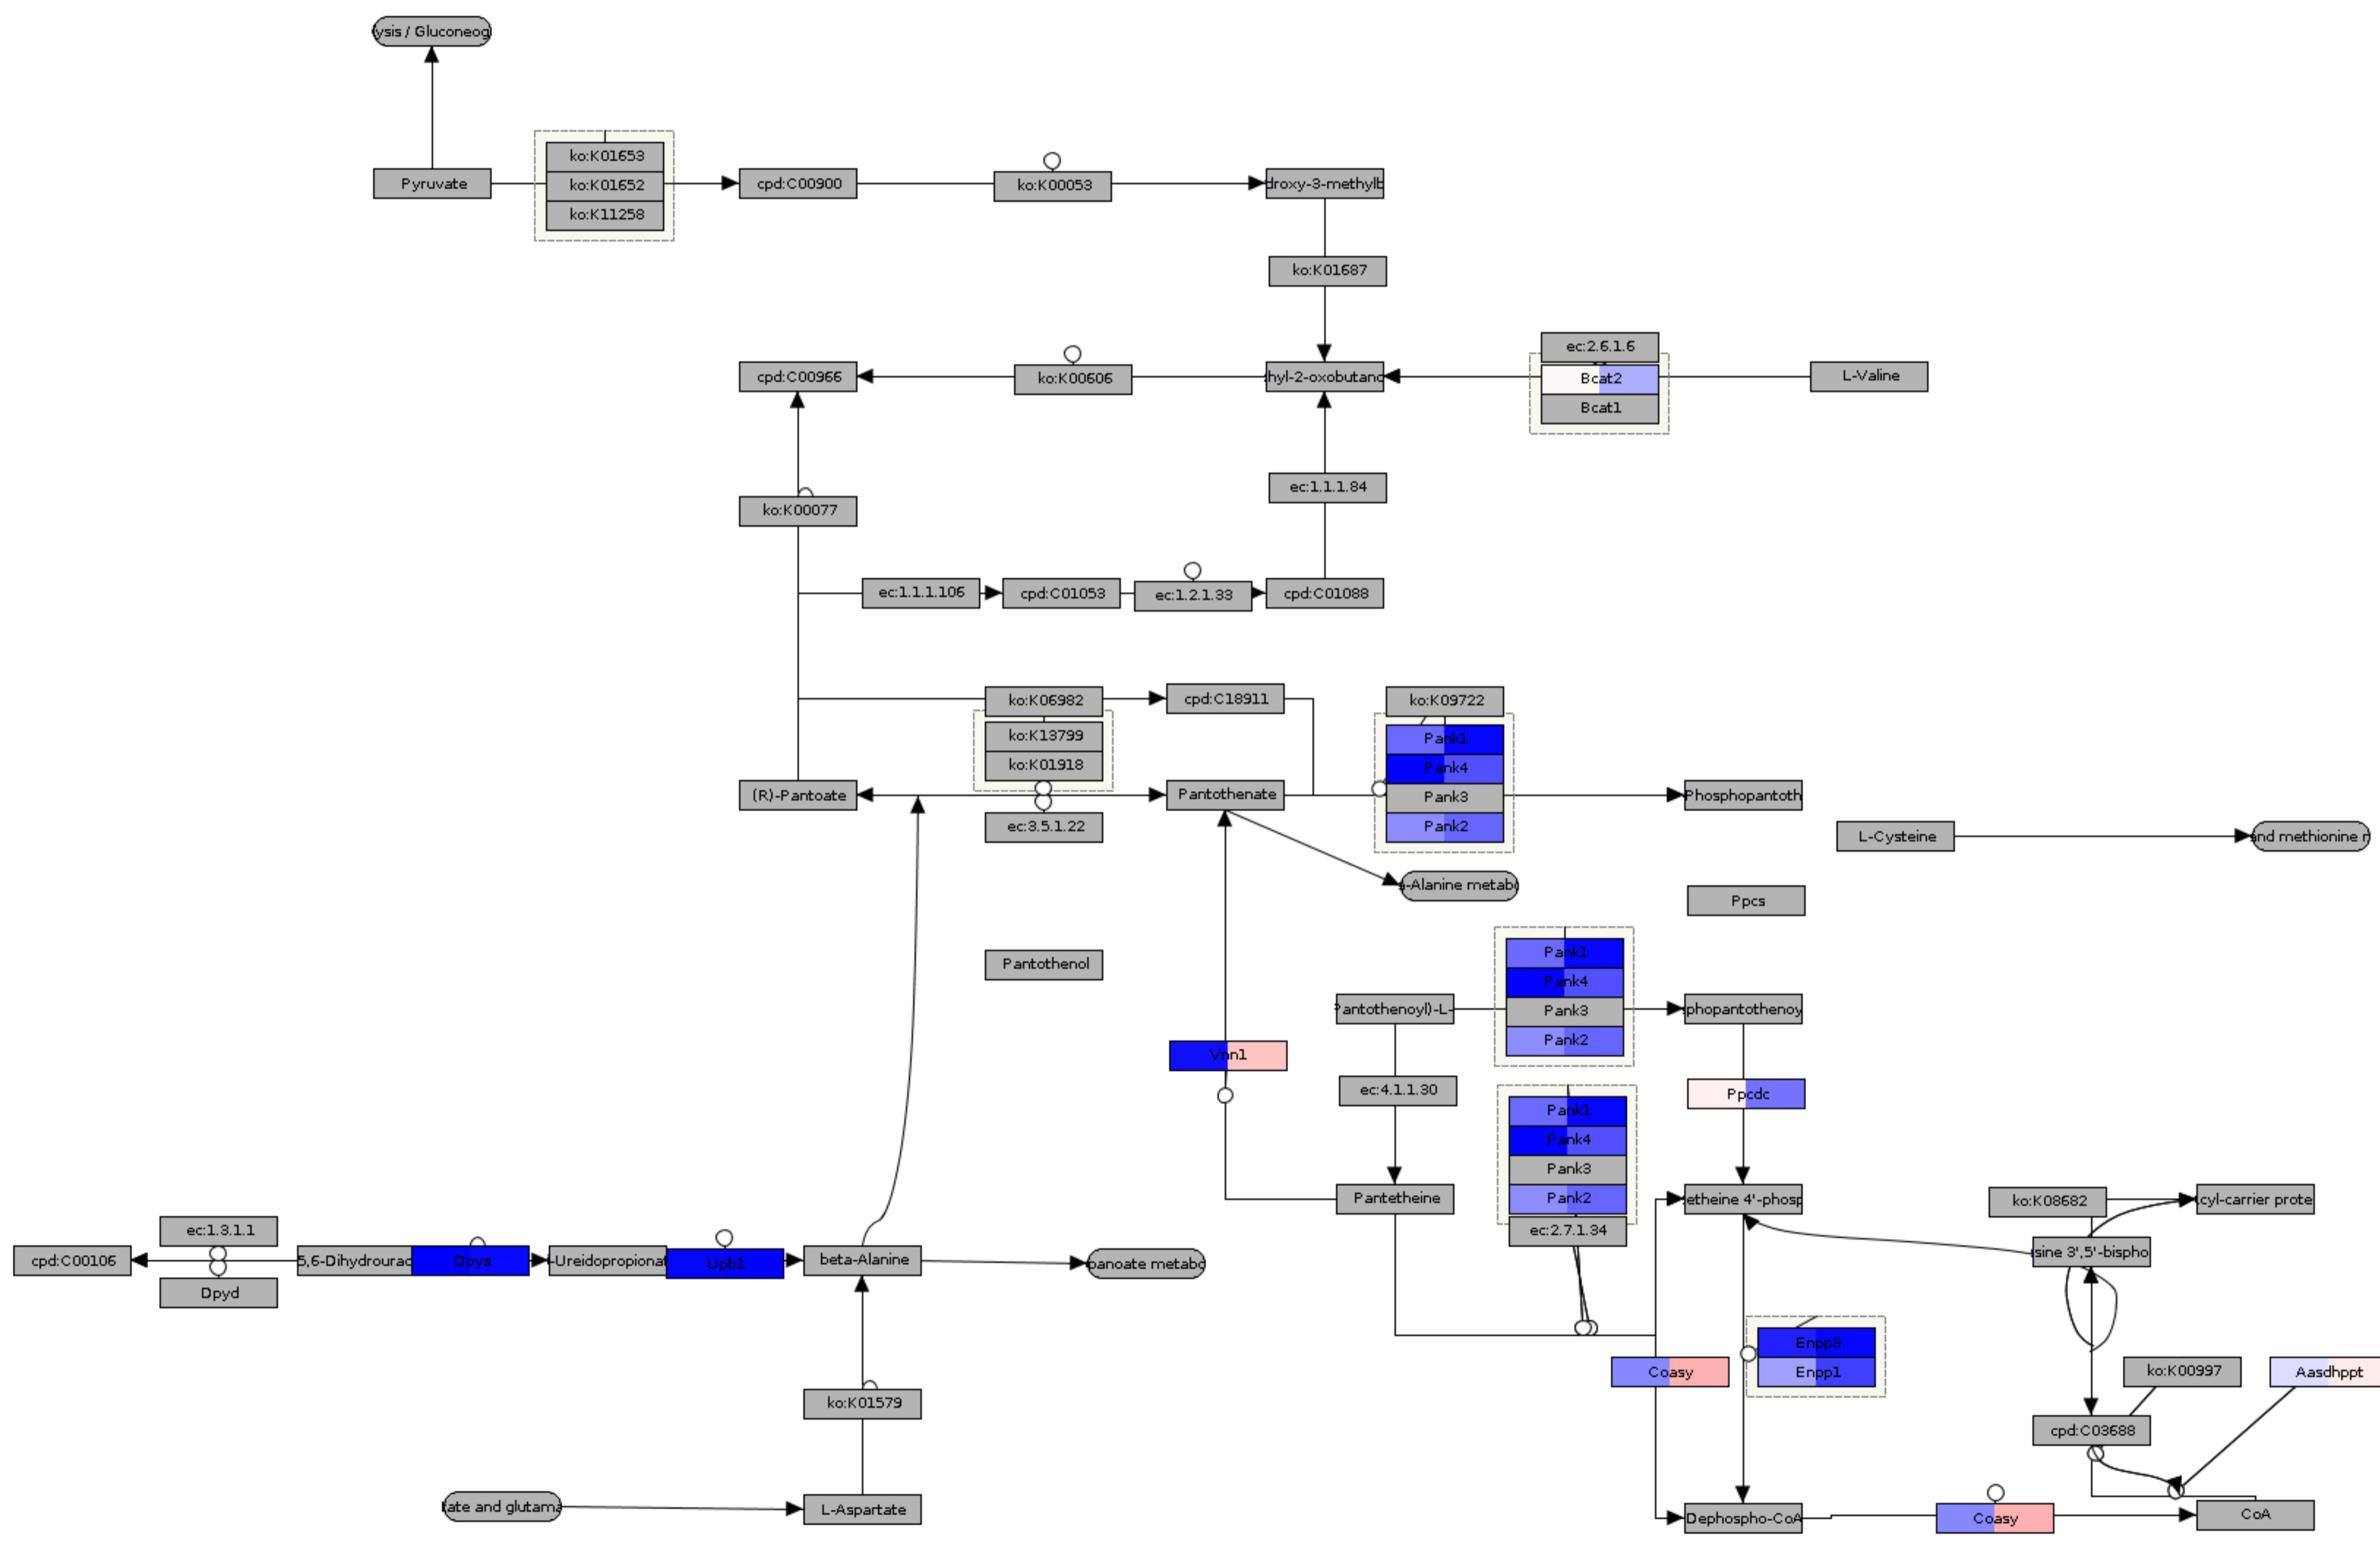 ysis / Gluconeog
Pyruvate
ko:K01653
ko:K01652
ko:K11258
cpd:C00900
ko:K00053
droxy-3-methylb
ko:K01687
cpd:C00966
ko:K00606
hyl-2-oxobutano
ec:2.6.1.6
Bcat2
Bcat1
L-Valine
ko:K00077
ec:1.1.1.84
ec:1.1.1.106
cpd:C01053
ec:1.2.1.33
cpd:C01088
ko:K06982
cpd:C18911
ko:K09722
ko:K13799
ko:K01918
Pank1
Pank4
Pank3
Pank2
(R)-Pantoate
Pantothenate
Phosphopantoth
ec:3.5.1.22
L-Cysteine
and methionine m
a-Alanine metabo
Ppcs
Pantothenol
Pank1
Pank4
Pank3
Pank2
Pantothenoyl)-L-
phopantothenoy
Vnn1
ec:4.1.1.30
Ppcdc
Pank1
Pank4
Pank3
Pank2
Pantetheine
etheine 4'-phosp
ko:K08682
cyl-carrier prote
ec:1.3.1.1
ec:2.7.1.34
cpd:C00106
5,6-Dihydrourac
Dpys
-Ureidopropionat
Upb1
beta-Alanine
panoate metabo
sine 3',5'-bispho
Dpyd
Enpp3
Enpp1
Coasy
ko:K00997
Aasdhppt
ko:K01579
cpd:C03688
tate and glutama
L-Aspartate
Dephospho-CoA
Coasy
CoA